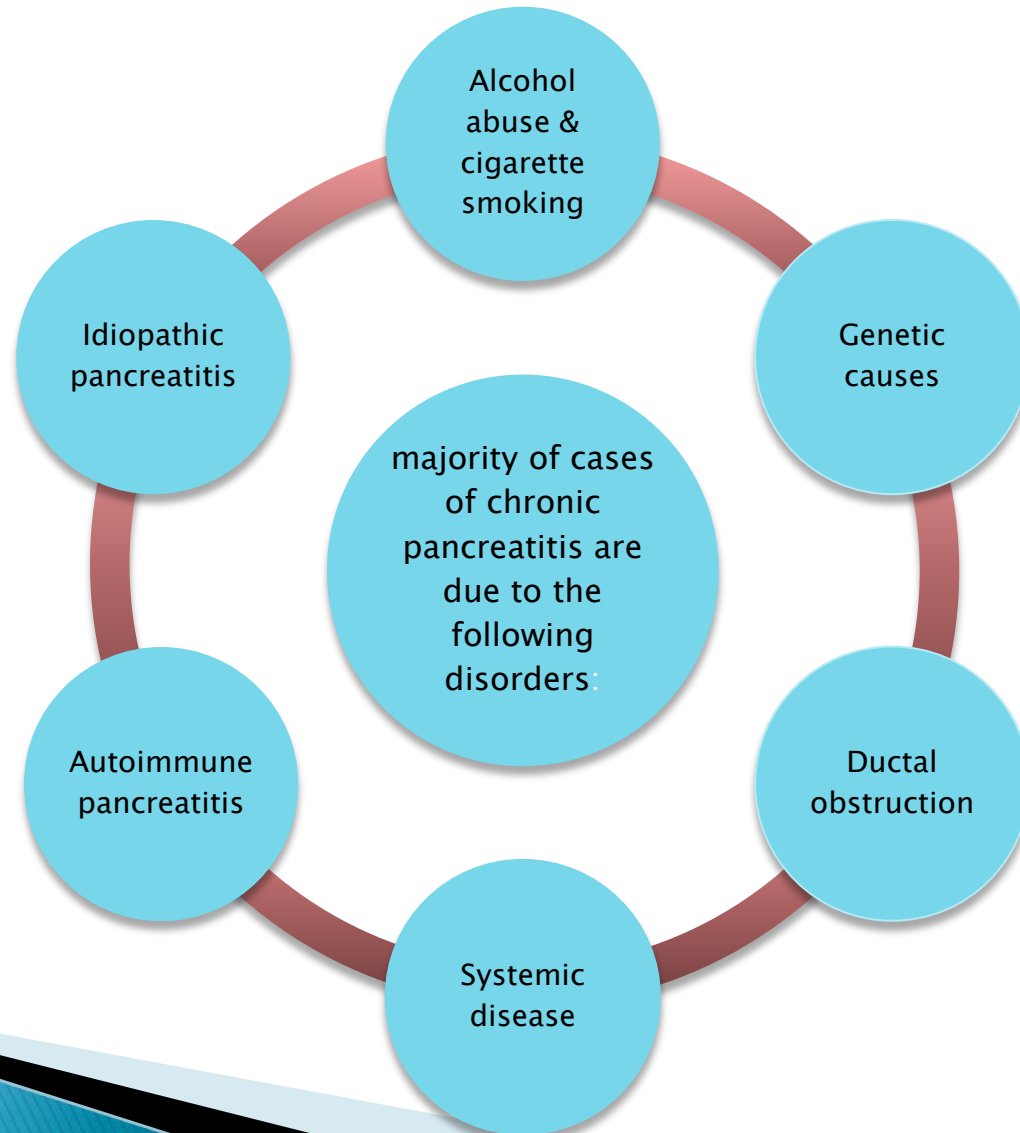 Alcohol
abuse &
cigarette
smoking
Idiopathic
pancreatitis
Genetic
causes
majority of cases
of chronic
pancreatitis are
due to the
following
disorders:
Autoimmune
pancreatitis
Ductal
obstruction
Systemic
disease